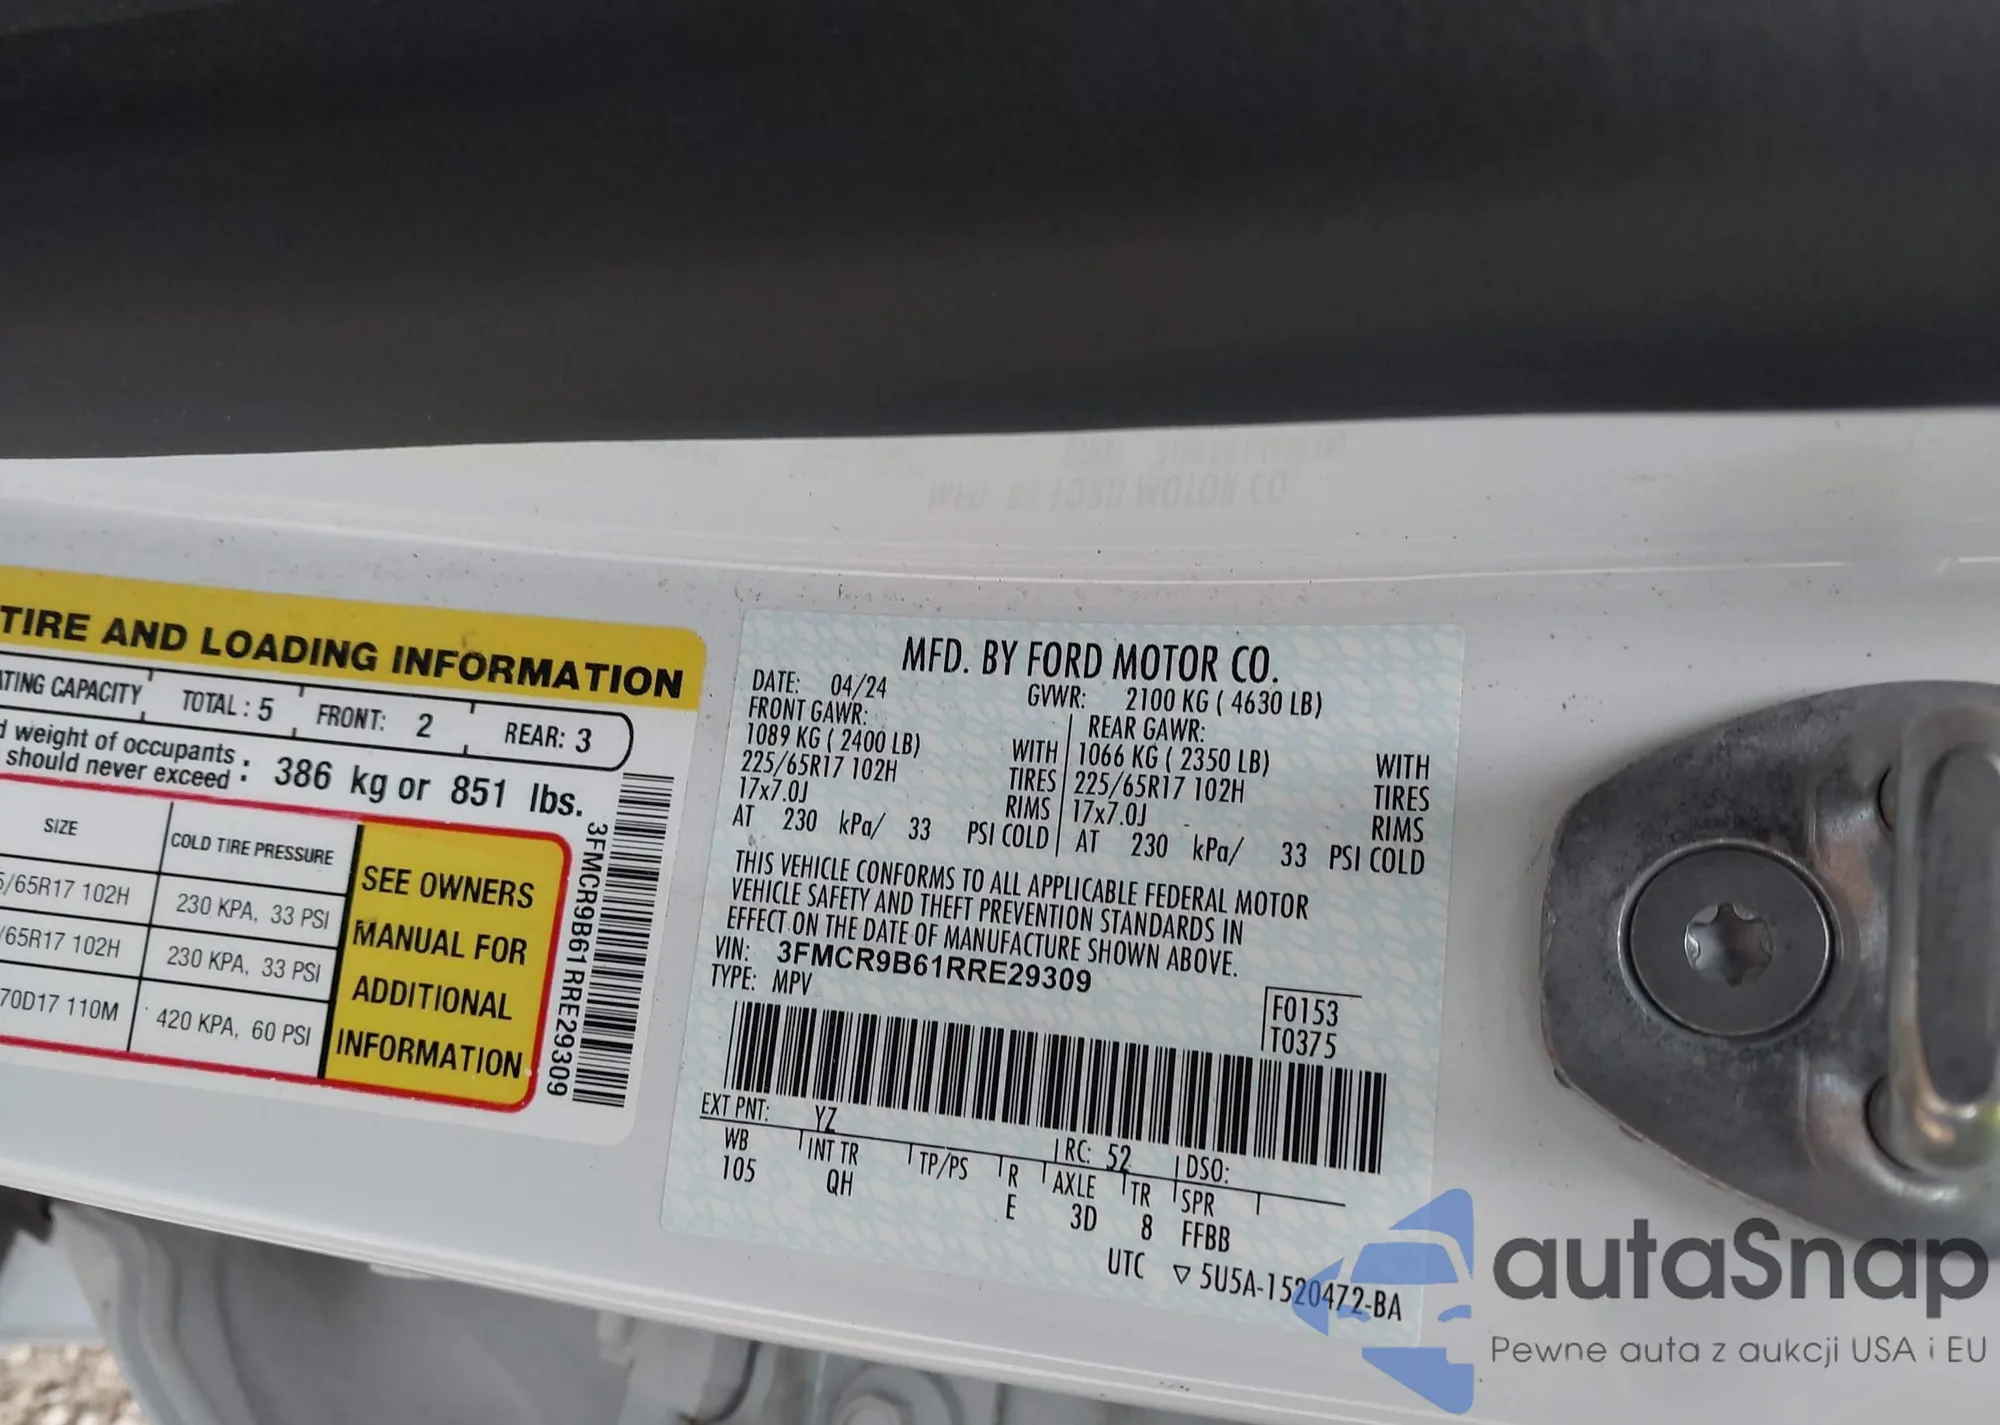 TIRE AND LOADING INFORMATION
TOTAL : 5 FRONT: 2 REAR: 3
CAPACITY
weight of occupants : 386 kg or 851 lbs.
should never exceed :
SIZE COLD TIRE PRESSURE
/65R17 102H 230 KPA, 33 PSI
/65R17 102H 230 KPA, 33 PSI
70D17 110M 420 KPA, 60 PSI
SEE OWNERS
MANUAL FOR
ADDITIONAL
INFORMATION
3FMCR9B61RRE29309
MFD. BY FORD MOTOR CO.
DATE: 04/24 GVWR: 2100 KG ( 4630 LB)
FRONT GAWR: REAR GAWR:
1089 KG ( 2400 LB) WITH 1066 KG ( 2350 LB) WITH
225/65R17 102H TIRES 225/65R17 102H TIRES
17x7.0J RIMS 17x7.0J RIMS
AT 230 kPa/ 33 PSI COLD AT 230 kPa/ 33 PSI COLD
THIS VEHICLE CONFORMS TO ALL APPLICABLE FEDERAL MOTOR
VEHICLE SAFETY AND THEFT PREVENTION STANDARDS IN
EFFECT ON THE DATE OF MANUFACTURE SHOWN ABOVE.
VIN: 3FMCR9B61RRE29309
TYPE: MPV
F0153
T0375
EXT PNT: YZ RC: 52 DSO:
WB INT TR TP/PS R AXLE TR SPR
105 QH E 3D 8 FFBB
UTC ▽ 5U5A-1520472-BA
autaSnap
Pewne auta z aukcji USA i EU